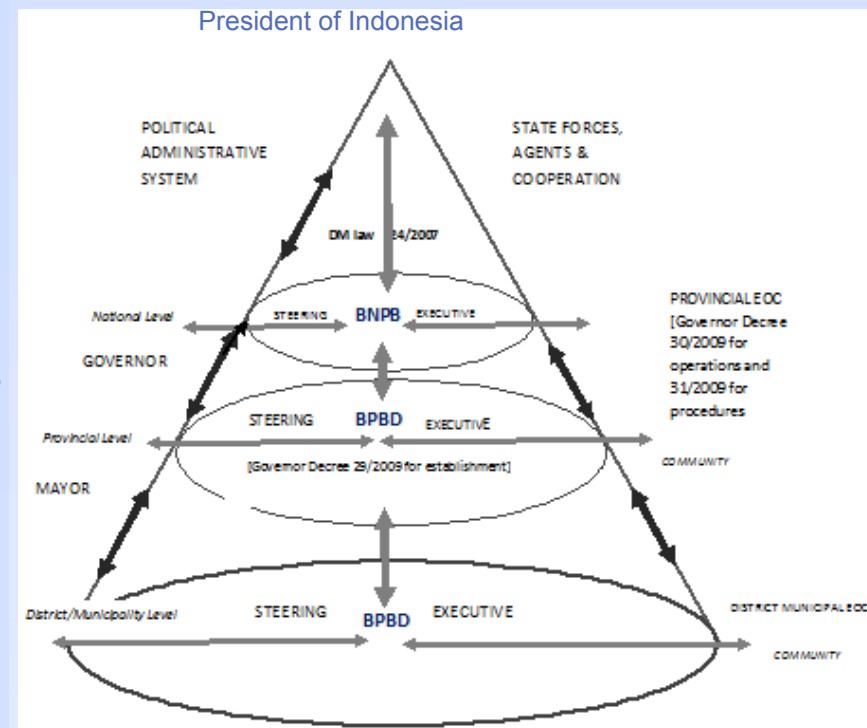 President of Indonesia
POLITICAL
ADMINISTRATIVE
SYSTEM
STATE FORCES,
AGENTS &
COOPERATION
DM law 24/2007
National Level
STEERING
BNPB
EXECUTIVE
PROVINCIAL EOC
[Governor Decree
30/2009 for
operations and
31/2009 for
procedures
GOVERNOR
STEERING
BPBD
EXECUTIVE
Provincial Level
COMMUNITY
[Governor Decree 29/2009 for establishment]
MAYOR
District/Municipality Level
STEERING
BPBD
EXECUTIVE
DISTRICT MUNICIPAL EOC
COMMUNITY